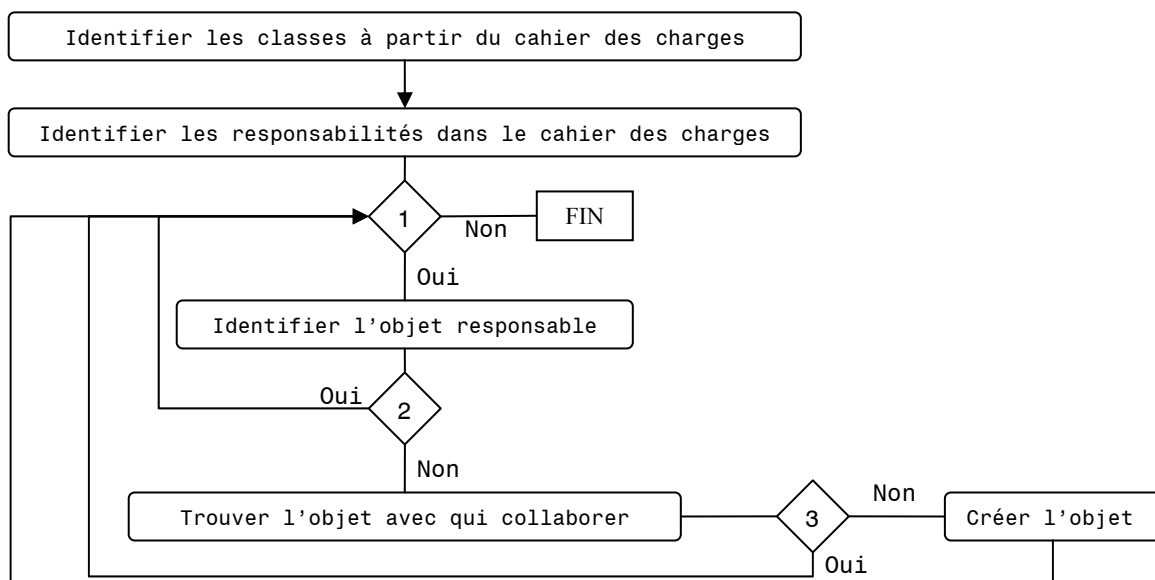 Identifier les classes à partir du cahier des charges
Identifier les responsabilités dans le cahier des charges
1
Non
FIN
Oui
Identifier l’objet responsable
Oui
2
Non
Trouver l’objet avec qui collaborer
3
Non
Créer l’objet
Oui